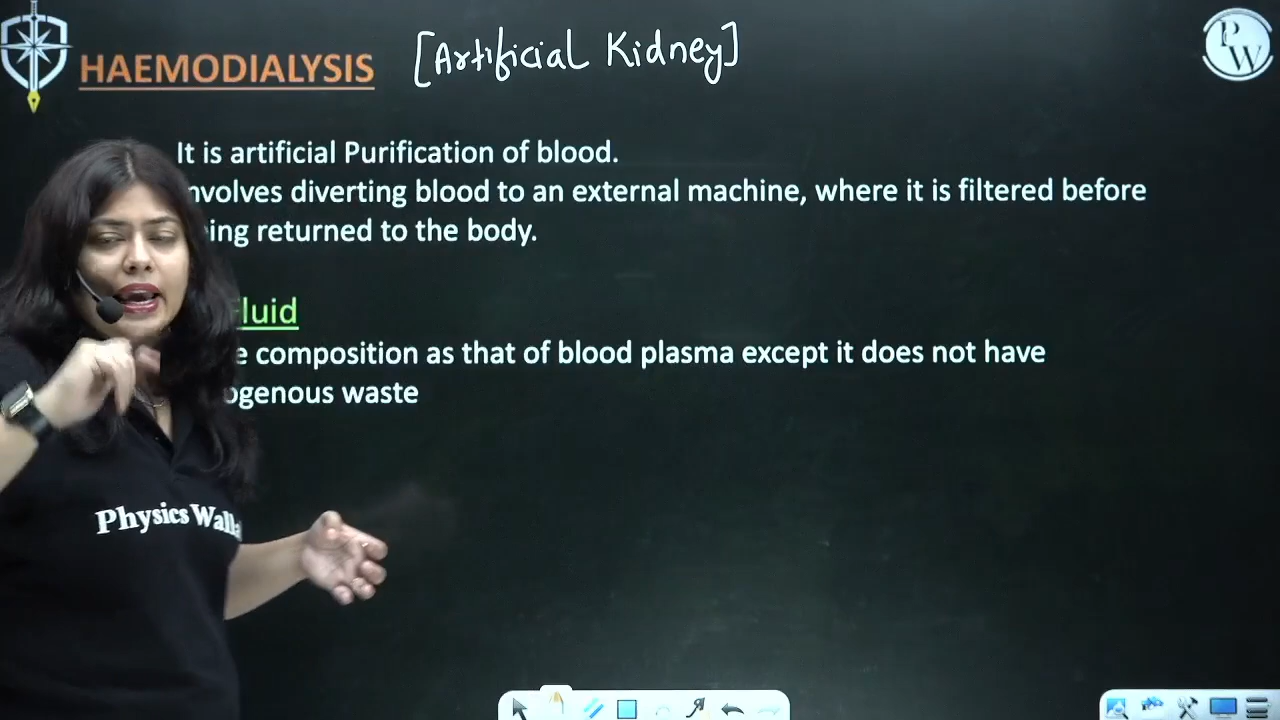 HAEMODIALYSIS [Artificial Kidney]
PW
It is artificial Purification of blood.
nvolves diverting blood to an external machine, where it is filtered before
ing returned to the body.
luid
e composition as that of blood plasma except it does not have
ogenous waste
Physics Walla